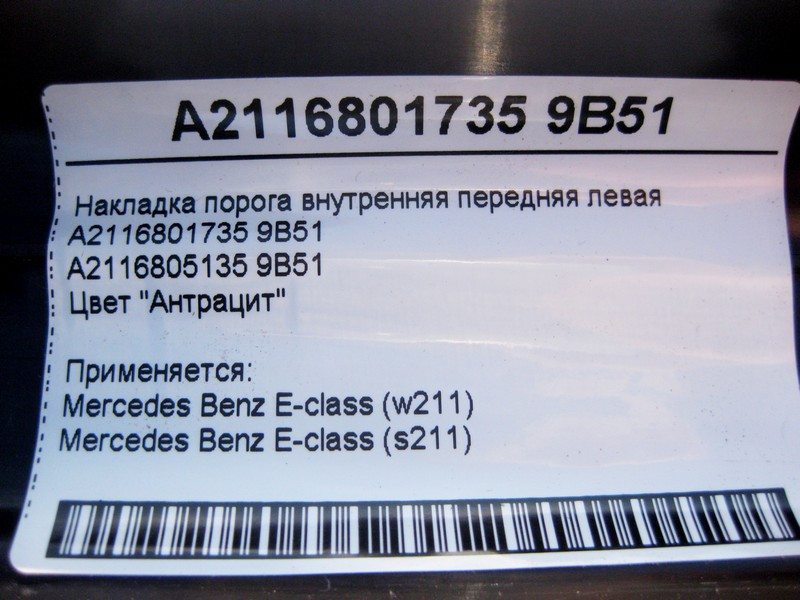 A2116801735 9B51
Накладка порога внутренняя передняя левая
A2116801735 9B51
A2116805135 9B51
Цвет "Антрацит"
Применяется:
Mercedes Benz E-class (w211)
Mercedes Benz E-class (s211)